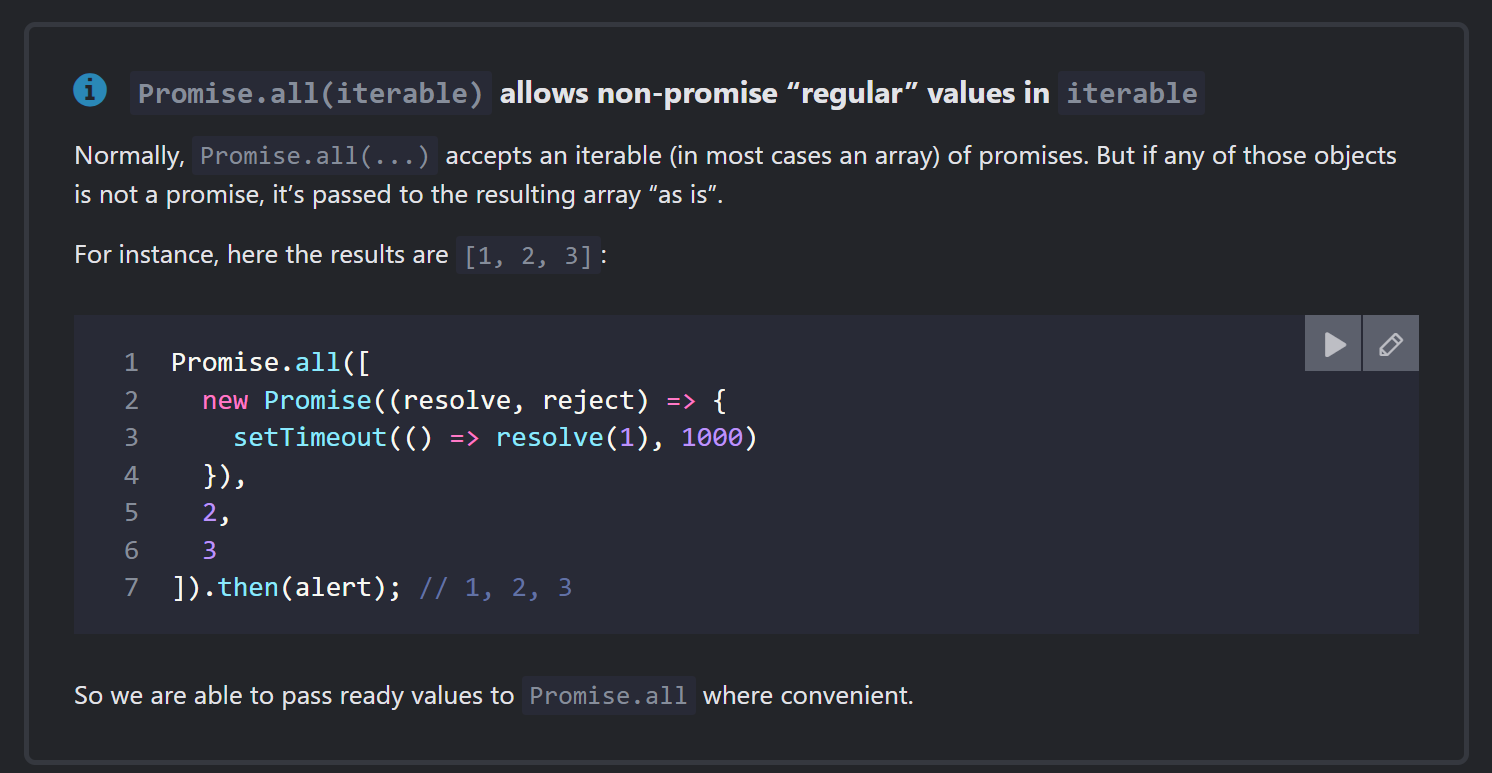 Promise.all(iterable) allows non-promise “regular” values in iterable
Normally, Promise.all(...) accepts an iterable (in most cases an array) of promises. But if any of those objects
is not a promise, it’s passed to the resulting array “as is”.
For instance, here the results are [1, 2, 3]:
1 Promise.all([
2   new Promise((resolve, reject) => {
3     setTimeout(() => resolve(1), 1000)
4   }),
5   2,
6   3
7 ]).then(alert); // 1, 2, 3
So we are able to pass ready values to Promise.all where convenient.